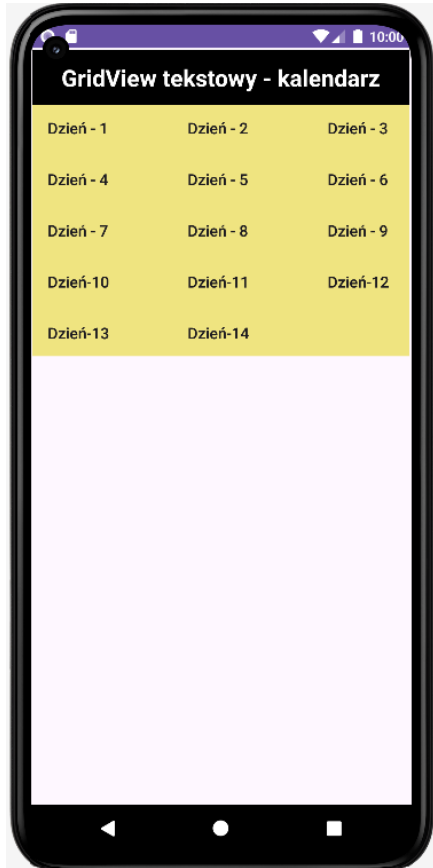 10:00
GridView tekstowy - kalendarz
Dzień - 1 Dzień - 2 Dzień - 3
Dzień - 4 Dzień - 5 Dzień - 6
Dzień - 7 Dzień - 8 Dzień - 9
Dzień-10 Dzień-11 Dzień-12
Dzień-13 Dzień-14